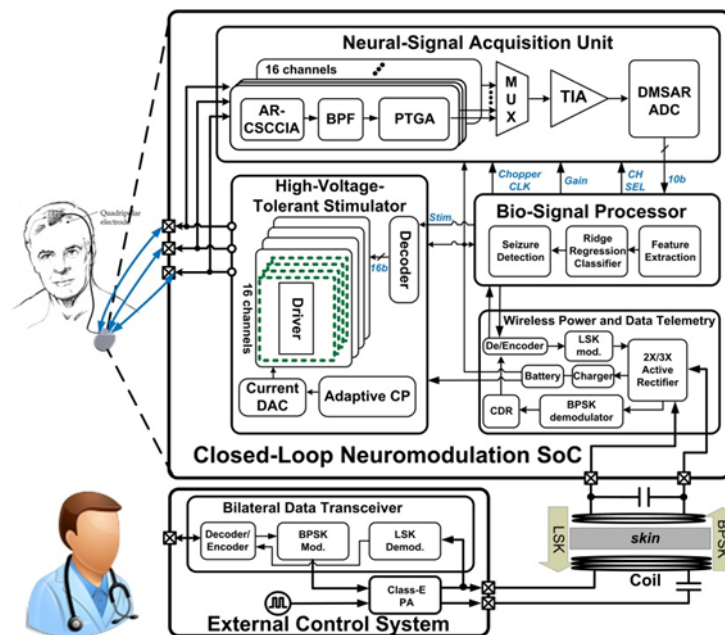 Neural-Signal Acquisition Unit
16 channels
AR-
CSCCIA
BPF
PTGA
MUX
TIA
DMSAR
ADC
Chopper
CLK
Gain
CH
SEL
10b
High-Voltage-
Tolerant Stimulator
16 channels
Driver
16b
Decoder
Stim.
Current
DAC
Adaptive CP
Bio-Signal Processor
Seizure
Detection
Ridge
Regression
Classifier
Feature
Extraction
Wireless Power and Data Telemetry
De/Encoder
LSK
mod.
2X/3X
Active
Rectifier
Battery
Charger
CDR
BPSK
demodulator
Closed-Loop Neuromodulation SoC
Quadripolar
electrode
Bilateral Data Transceiver
Decoder/
Encoder
BPSK
Mod.
LSK
Demod.
Class-E
PA
External Control System
LSK
skin
BPSK
Coil